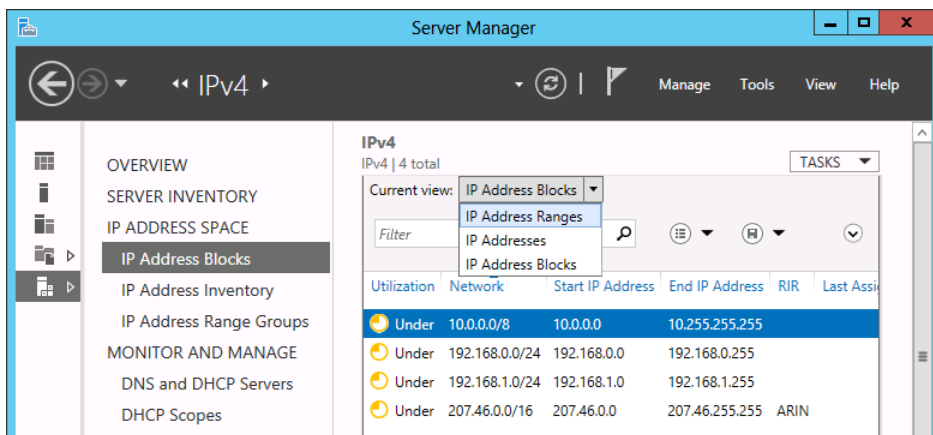 Server Manager
IPv4
Manage Tools View Help
OVERVIEW
SERVER INVENTORY
IP ADDRESS SPACE
IP Address Blocks
IP Address Inventory
IP Address Range Groups
MONITOR AND MANAGE
DNS and DHCP Servers
DHCP Scopes
IPv4
IPv4 | 4 total
TASKS
Current view: IP Address Blocks
IP Address Ranges
IP Addresses
IP Address Blocks
Filter
Utilization Network Start IP Address End IP Address RIR Last Assi
Under 10.0.0.0/8 10.0.0.0 10.255.255.255
Under 192.168.0.0/24 192.168.0.0 192.168.0.255
Under 192.168.1.0/24 192.168.1.0 192.168.1.255
Under 207.46.0.0/16 207.46.0.0 207.46.255.255 ARIN